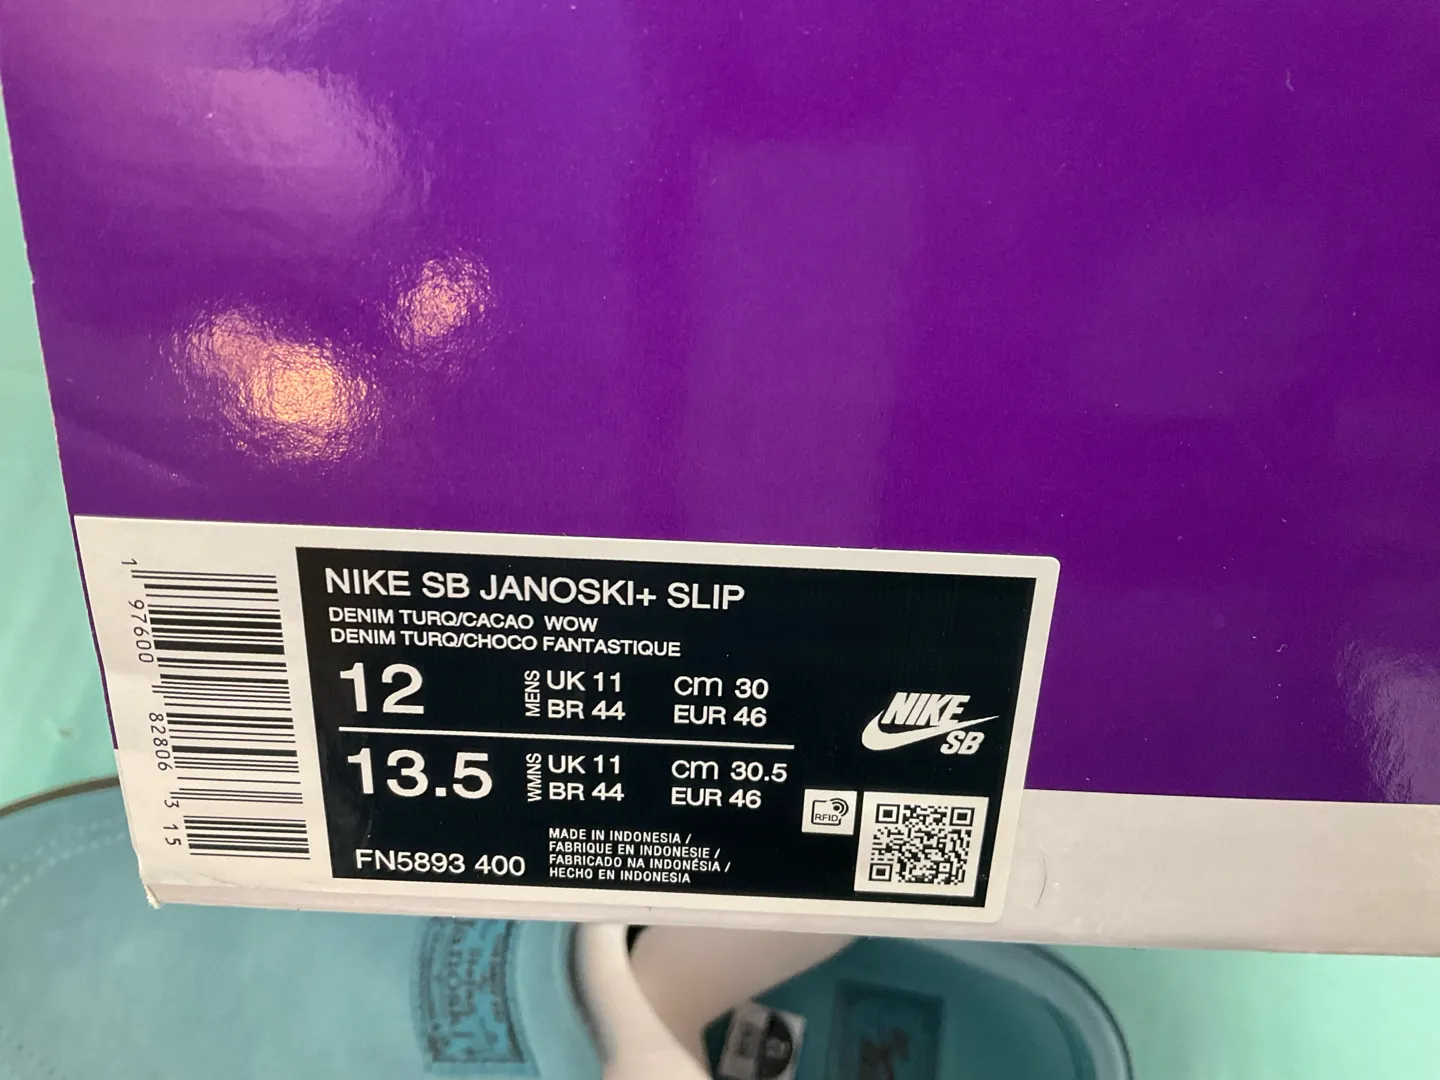 NIKE SB JANOSKI+ SLIP
DENIM TURQ/CACAO WOW
DENIM TURQ/CHOCO FANTASTIQUE
12
MENS
UK 11
CM 30
BR 44
EUR 46
13.5
WMNS
UK 11
CM 30.5
BR 44
EUR 46
FN5893 400
MADE IN INDONESIA /
FABRIQUE EN INDONESIE /
FABRICADO NA INDONÉSIA /
HECHO EN INDONESIA
NIKE
SB
RFID
1 97600 82806 3 15
Janoski